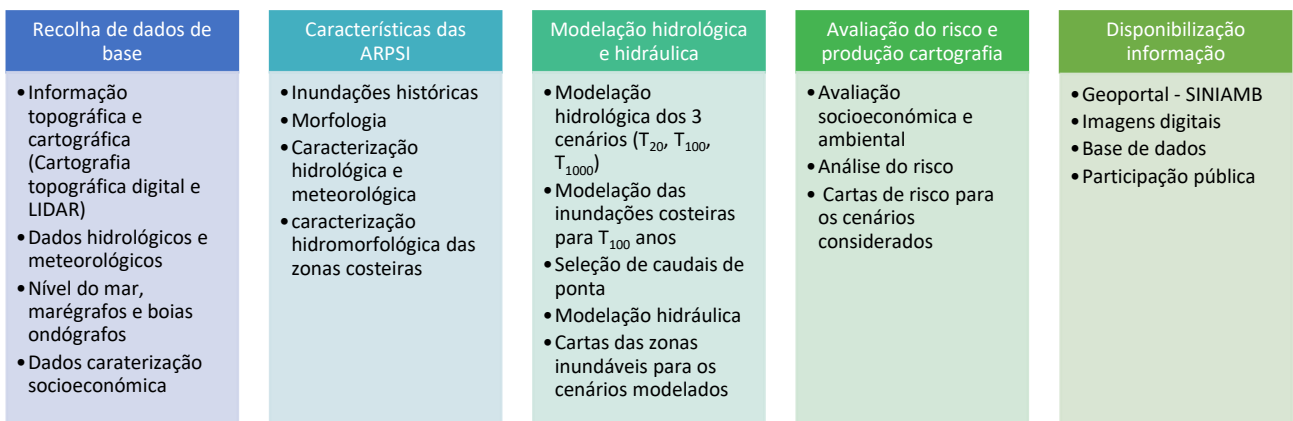 Recolha de dados de
base
• Informação
topográfica e
cartográfica
(Cartografia
topográfica digital e
LIDAR)
• Dados hidrológicos e
meteorológicos
• Nível do mar,
marégrafos e boias
ondógrafos
• Dados caraterização
socioeconómica
Características das
ARPSI
• Inundações históricas
• Morfologia
• Caracterização
hidrológica e
meteorológica
• caracterização
hidromorfológica das
zonas costeiras
Modelação hidrológica
e hidráulica
• Modelação
hidrológica dos 3
cenários (T20, T100,
T1000)
• Modelação das
inundações costeiras
para T100 anos
• Seleção de caudais de
ponta
• Modelação hidráulica
• Cartas das zonas
inundáveis para os
cenários modelados
Avaliação do risco e
produção cartografia
• Avaliação
socioeconómica e
ambiental
• Análise do risco
• Cartas de risco para
os cenários
considerados
Disponibilização
informação
• Geoportal - SINIAMB
• Imagens digitais
• Base de dados
• Participação pública